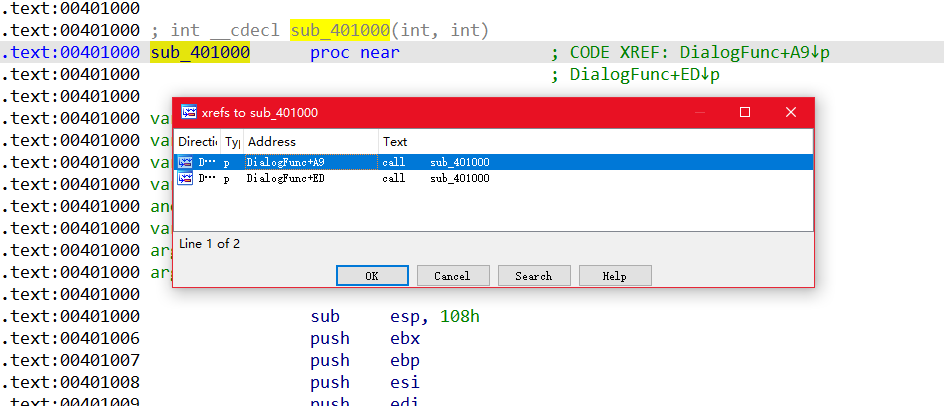 .text:00401000
.text:00401000 ; int __cdecl sub_401000(int, int)
.text:00401000 sub_401000 proc near ; CODE XREF: DialogFunc+A9↓p
.text:00401000 ; DialogFunc+ED↓p
.text:00401000
xrefs to sub_401000
.text:00401000 va
Directi Ty Address Text
.text:00401000 va
D… p DialogFunc+A9 call sub_401000
.text:00401000 va
D… p DialogFunc+ED call sub_401000
.text:00401000 va
.text:00401000 an
.text:00401000 va
Line 1 of 2
.text:00401000 ar
.text:00401000 ar
OK Cancel Search Help
.text:00401000
.text:00401000 sub esp, 108h
.text:00401006 push ebx
.text:00401007 push ebp
.text:00401008 push esi
.text:00401009 push edi